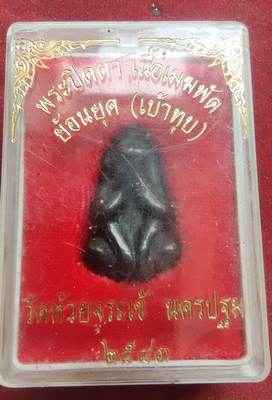 พระปิดตา เนื้อเมฆพัด
ย้อนยุค (เบ้าทุบ)
วัดห้วยจระเข้ นครปฐม
๒๕๔๓